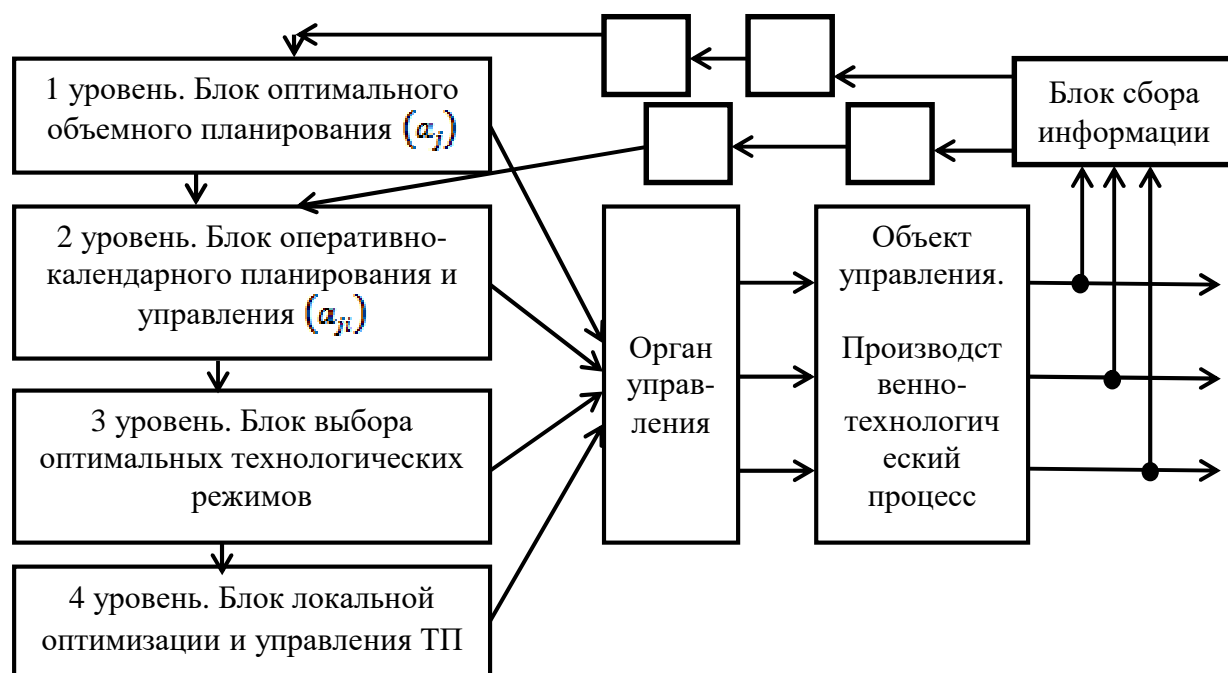 1 уровень. Блок оптимального
объемного планирования (α_j)
2 уровень. Блок оперативно-
календарного планирования и
управления (α_ji)
3 уровень. Блок выбора
оптимальных технологических
режимов
4 уровень. Блок локальной
оптимизации и управления ТП
Орган
управ-
ления
Объект
управления.
Производст
венно-
технологич
еский
процесс
Блок сбора
информации